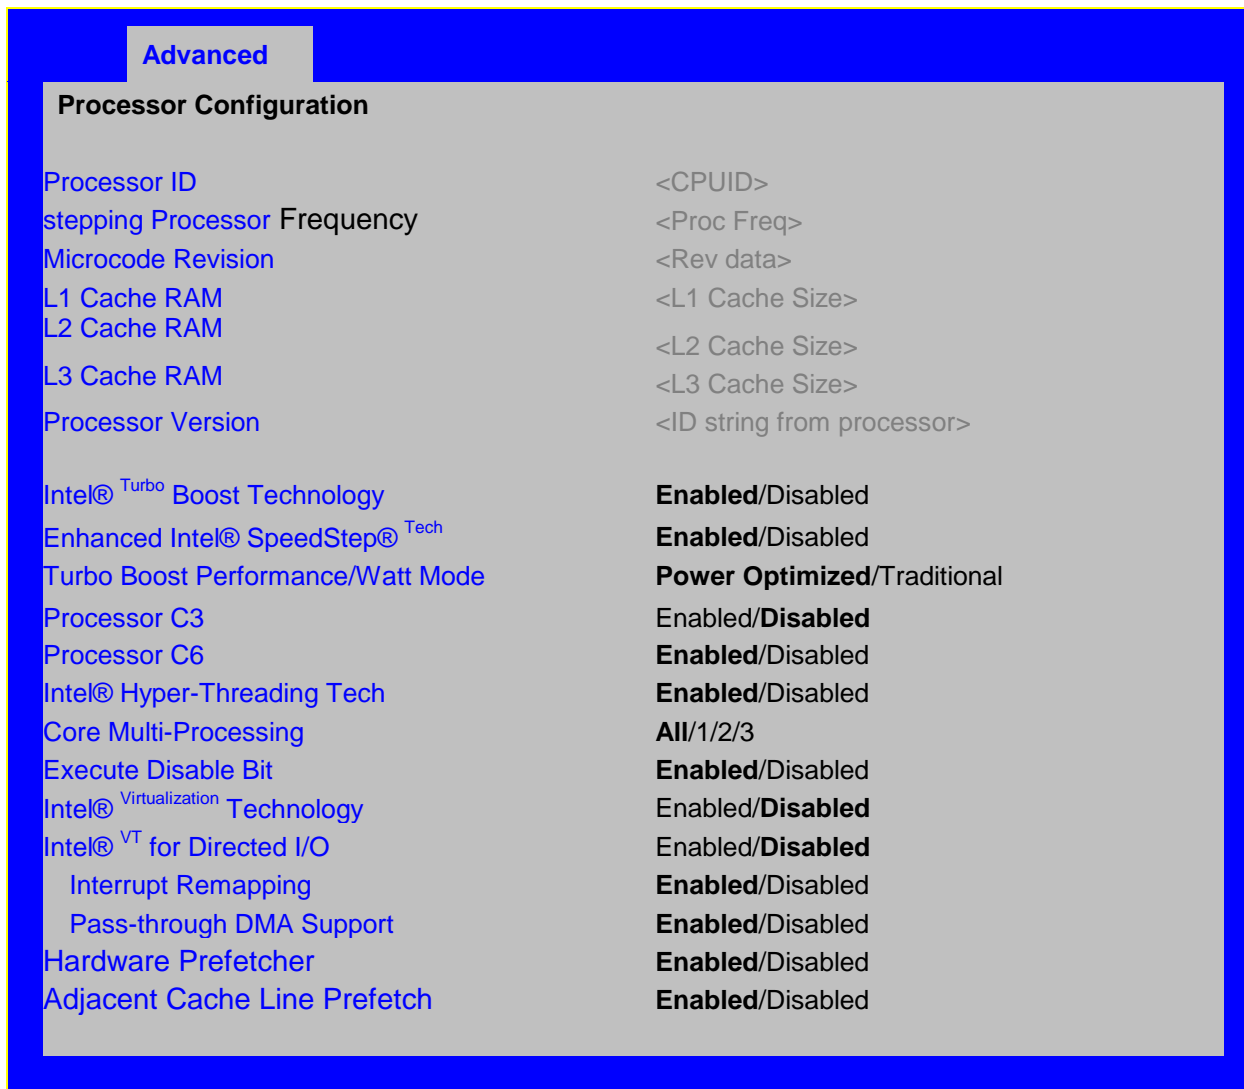 Advanced
Processor Configuration
Processor ID <CPUID>
stepping Processor Frequency <Proc Freq>
Microcode Revision <Rev data>
L1 Cache RAM <L1 Cache Size>
L2 Cache RAM <L2 Cache Size>
L3 Cache RAM <L3 Cache Size>
Processor Version <ID string from processor>
Intel® Turbo Boost Technology Enabled/Disabled
Enhanced Intel® SpeedStep® Tech Enabled/Disabled
Turbo Boost Performance/Watt Mode Power Optimized/Traditional
Processor C3 Enabled/Disabled
Processor C6 Enabled/Disabled
Intel® Hyper-Threading Tech Enabled/Disabled
Core Multi-Processing All/1/2/3
Execute Disable Bit Enabled/Disabled
Intel® Virtualization Technology Enabled/Disabled
Intel® VT for Directed I/O Enabled/Disabled
Interrupt Remapping Enabled/Disabled
Pass-through DMA Support Enabled/Disabled
Hardware Prefetcher Enabled/Disabled
Adjacent Cache Line Prefetch Enabled/Disabled